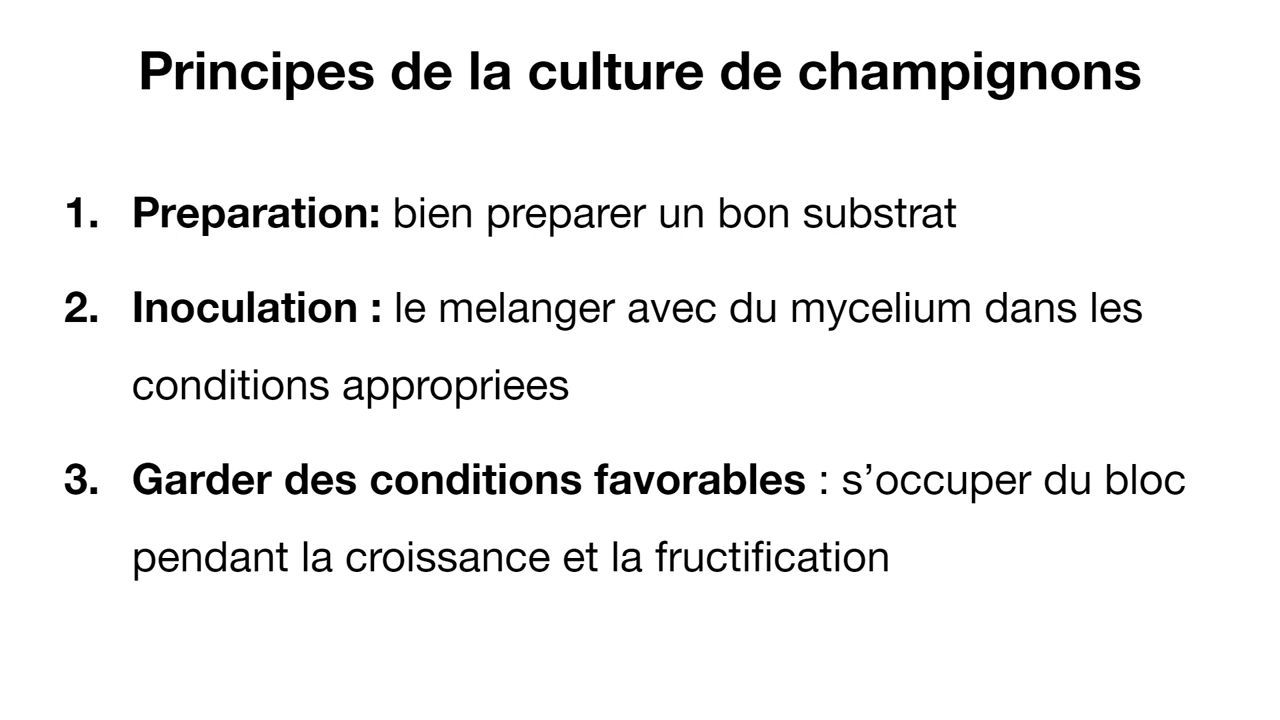 Principes de la culture de champignons
1. Preparation: bien preparer un bon substrat
2. Inoculation : le melanger avec du mycelium dans les
conditions appropriees
3. Garder des conditions favorables : s’occuper du bloc
pendant la croissance et la fructification